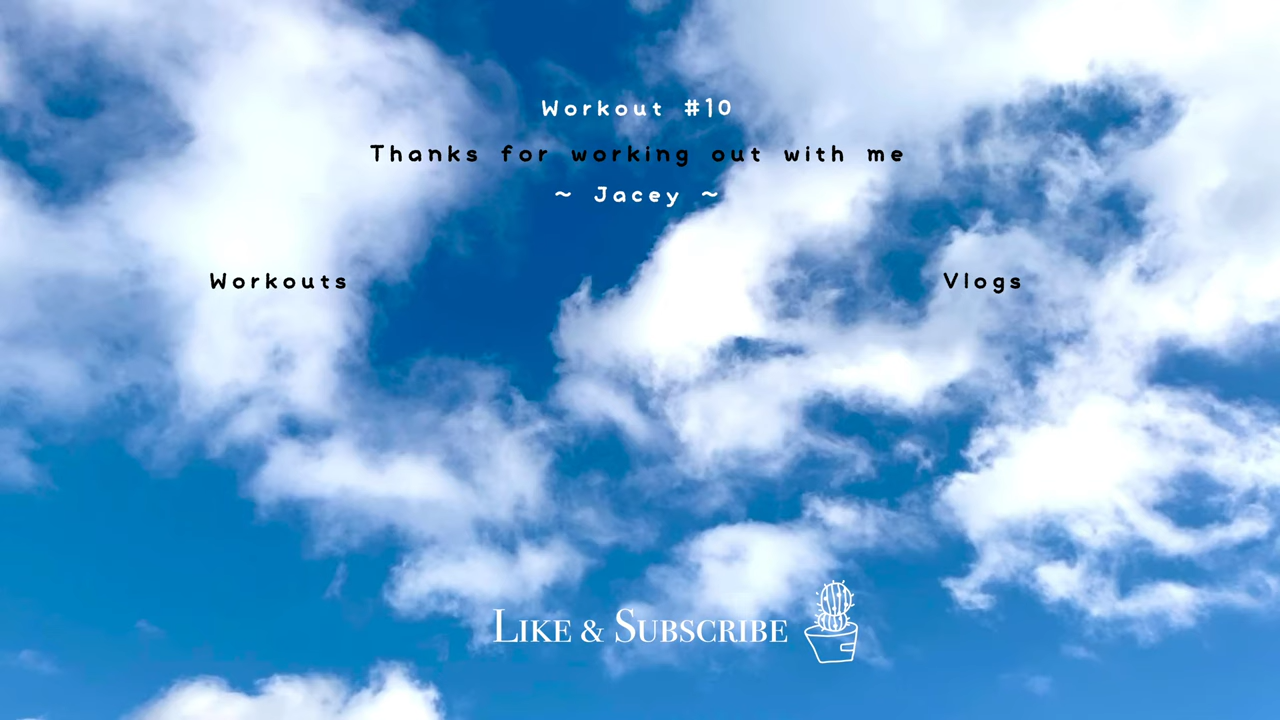 Workout #10
Thanks for working out with me
~ Jacey ~
Workouts
Vlogs
LIKE & SUBSCRIBE